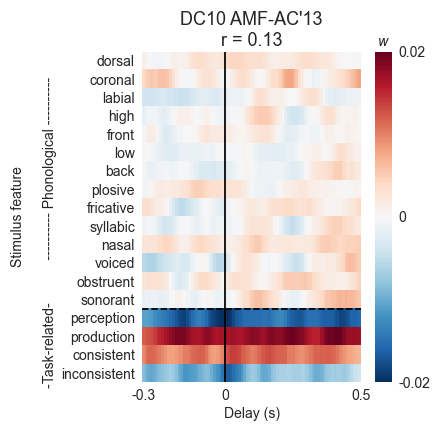 DC10 AMF-AC'13
r = 0.13
w
dorsal
coronal
labial
high
front
low
back
plosive
fricative
syllabic
nasal
voiced
obstruent
sonorant
perception
production
consistent
inconsistent
Stimulus feature
-Task-related- ---------- Phonological ----------
0.02
0
-0.02
-0.3
0
0.5
Delay (s)